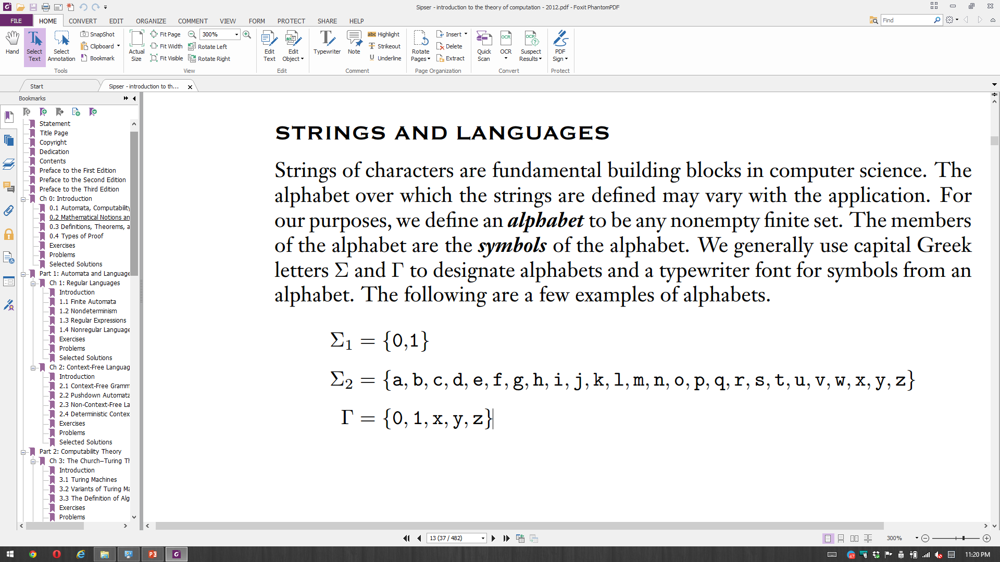 Sipser - introduction to the theory of computation - 2012.pdf - Foxit PhantomPDF
FILE HOME CONVERT EDIT ORGANIZE COMMENT VIEW FORM PROTECT SHARE HELP Find
Hand
Select Text
Select Annotation
SnapShot
Clipboard
Bookmark
Tools
Actual Size
Fit Page
Fit Width
Fit Visible
300%
Rotate Left
Rotate Right
View
Edit Text
Edit Object
Edit
Typewriter
Note
abc Highlight
T Strikeout
U Underline
Comment
Rotate Pages
Insert
Delete
Extract
Page Organization
Quick Scan
OCR
OCR
OCR
Suspect Results
Convert
PDF Sign
Protect
Start
Sipser - introduction to th...
Bookmarks
Statement
Title Page
Copyright
Dedication
Contents
Preface to the First Edition
Preface to the Second Edition
Preface to the Third Edition
Ch 0: Introduction
0.1 Automata, Computability
0.2 Mathematical Notions an
0.3 Definitions, Theorems, a
0.4 Types of Proof
Exercises
Problems
Selected Solutions
Part 1: Automata and Language
Ch 1: Regular Languages
Introduction
1.1 Finite Automata
1.2 Nondeterminism
1.3 Regular Expressions
1.4 Nonregular Language
Exercises
Problems
Selected Solutions
Ch 2: Context-Free Languag
Introduction
2.1 Context-Free Gramm
2.2 Pushdown Automata
2.3 Non-Context-Free La
2.4 Deterministic Contex
Exercises
Problems
Selected Solutions
Part 2: Computability Theory
Ch 3: The Church–Turing Th
Introduction
3.1 Turing Machines
3.2 Variants of Turing Ma
3.3 The Definition of Alg
Exercises
Problems
STRINGS AND LANGUAGES
Strings of characters are fundamental building blocks in computer science. The
alphabet over which the strings are defined may vary with the application. For
our purposes, we define an alphabet to be any nonempty finite set. The members
of the alphabet are the symbols of the alphabet. We generally use capital Greek
letters Σ and Γ to designate alphabets and a typewriter font for symbols from an
alphabet. The following are a few examples of alphabets.
Σ₁ = {0,1}
Σ₂ = {a, b, c, d, e, f, g, h, i, j, k, l, m, n, o, p, q, r, s, t, u, v, w, x, y, z}
Γ = {0, 1, x, y, z}
13 (37 / 482)
300%
47
11:20 PM